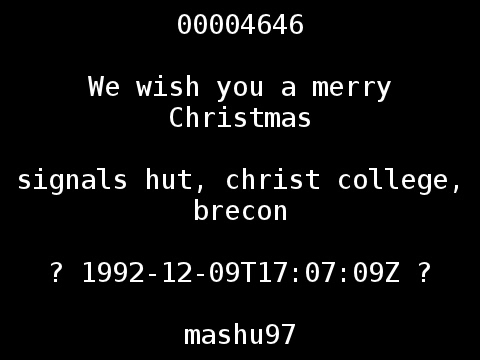 00004646
We wish you a merry
Christmas
signals hut, christ college,
brecon
? 1992-12-09T17:07:09Z ?
mashu97